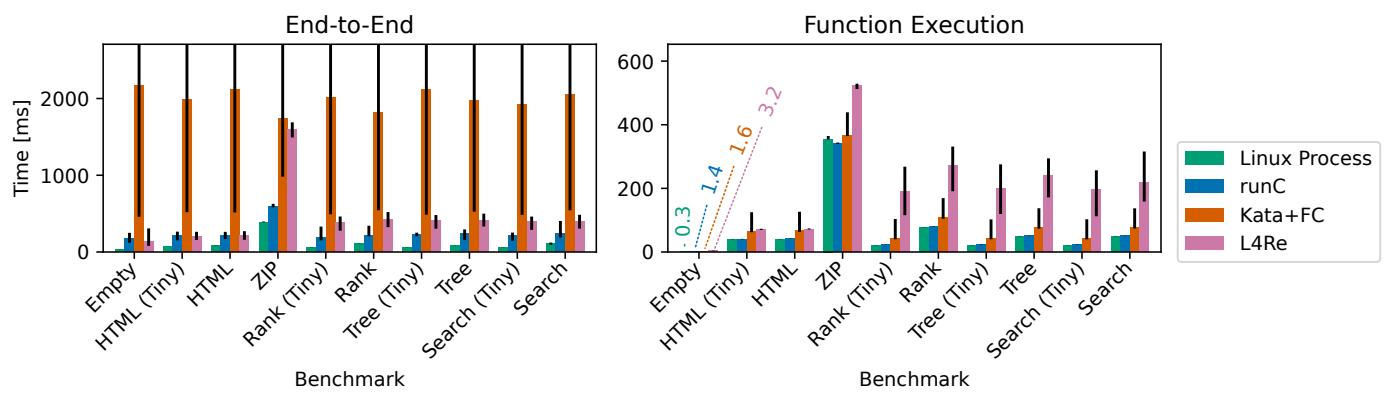 End-to-End
Time [ms]
2000
1000
0
Empty
HTML (Tiny)
HTML
ZIP
Rank (Tiny)
Rank
Tree (Tiny)
Tree
Search (Tiny)
Search
Benchmark
Function Execution
600
400
200
0
0.3
1.4
1.6
3.2
Empty
HTML (Tiny)
HTML
ZIP
Rank (Tiny)
Rank
Tree (Tiny)
Tree
Search (Tiny)
Search
Benchmark
Linux Process
runC
Kata+FC
L4Re